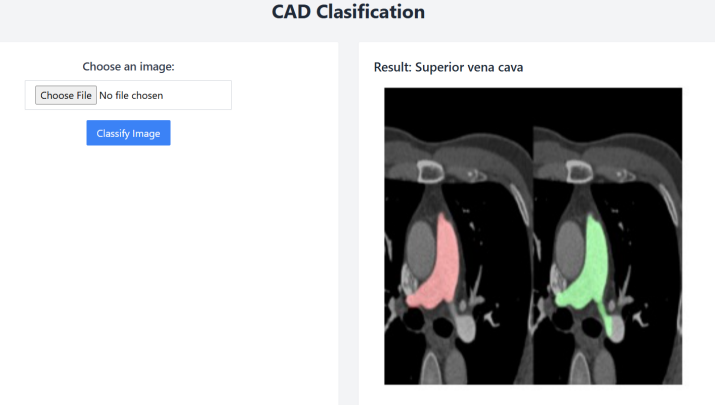 CAD Clasification
Choose an image:
Choose File No file chosen
Classify Image
Result: Superior vena cava